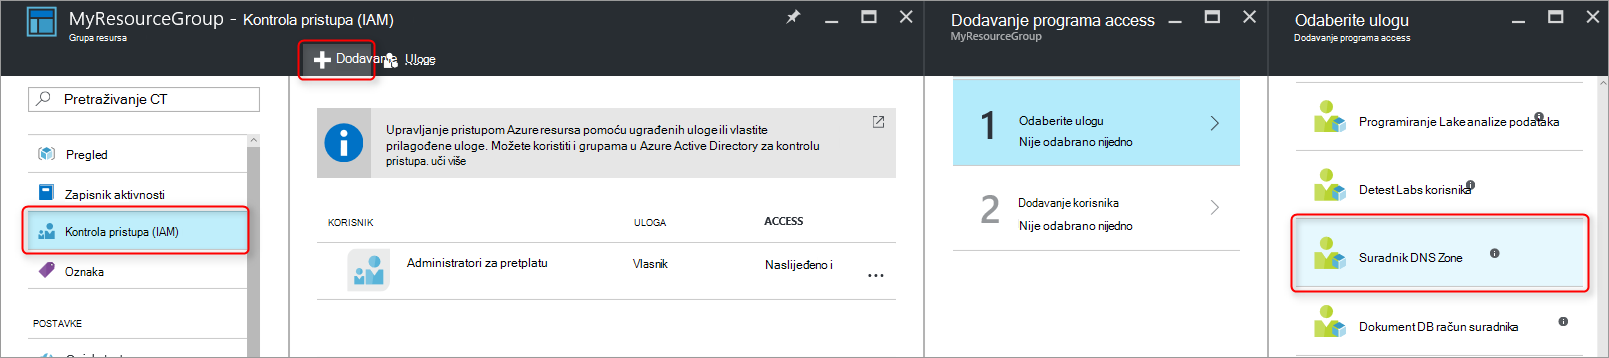 MyResourceGroup - Kontrola pristupa (IAM)
Grupa resursa
Dodavanje
Uloge
Pretraživanje CT
Pregled
Zapisnik aktivnosti
Kontrola pristupa (IAM)
Oznaka
POSTAVKE
Upravljanje pristupom Azure resursa pomoću ugrađenih uloge ili vlastite
prilagođene uloge. Možete koristiti i grupama u Azure Active Directory za kontrolu
pristupa. uči više
KORISNIK ULOGA ACCESS
Administratori za pretplatu Vlasnik Naslijeđeno i ...
Dodavanje programa access
MyResourceGroup
1 Odaberite ulogu
Nije odabrano nijedno
2 Dodavanje korisnika
Nije odabrano nijedno
Odaberite ulogu
Dodavanje programa access
Programiranje Lake analize podataka
Detest Labs korisnika
Suradnik DNS Zone
Dokument DB račun suradnika